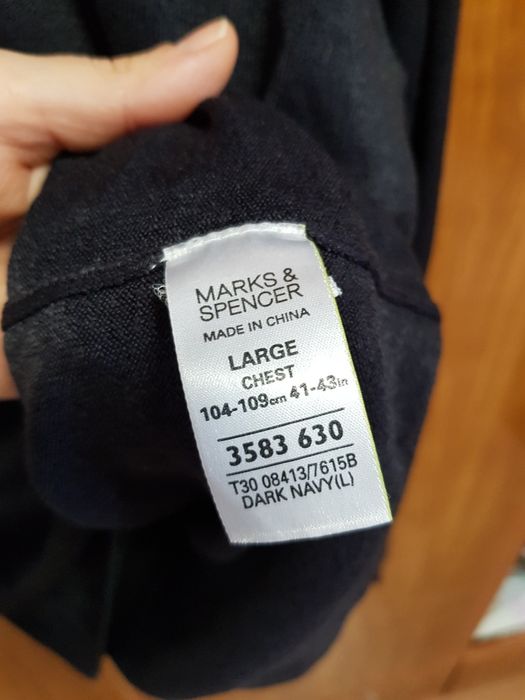 MARKS &
SPENCER
MADE IN CHINA
LARGE
CHEST
104-109cm 41-43in
3583 630
T30 08413/7615B
DARK NAVY(L)